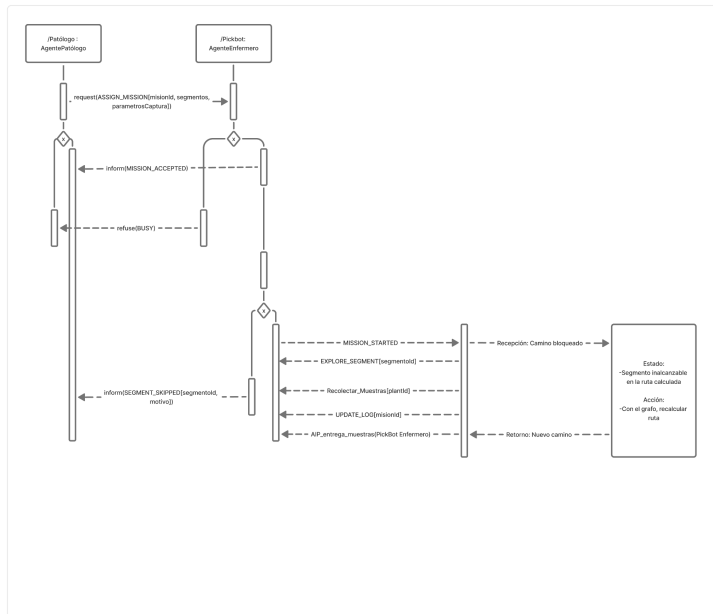 /Patólogo :
AgentePatólogo
/Pickbot:
AgenteEnfermero
request(ASSIGN_MISSION[misionId, segmentos,
parametrosCaptura])
x
x
inform(MISSION_ACCEPTED)
refuse(BUSY)
x
MISSION_STARTED
Recepción: Camino bloqueado
EXPLORE_SEGMENT[segmentoId]
Estado:
-Segmento inalcanzable
en la ruta calculada
Acción:
-Con el grafo, recalcular
ruta
inform(SEGMENT_SKIPPED[segmentoId,
motivo])
Recolectar_Muestras[plantId]
UPDATE_LOG[misionId]
AIP_entrega_muestras(PickBot Enfermero)
Retorno: Nuevo camino